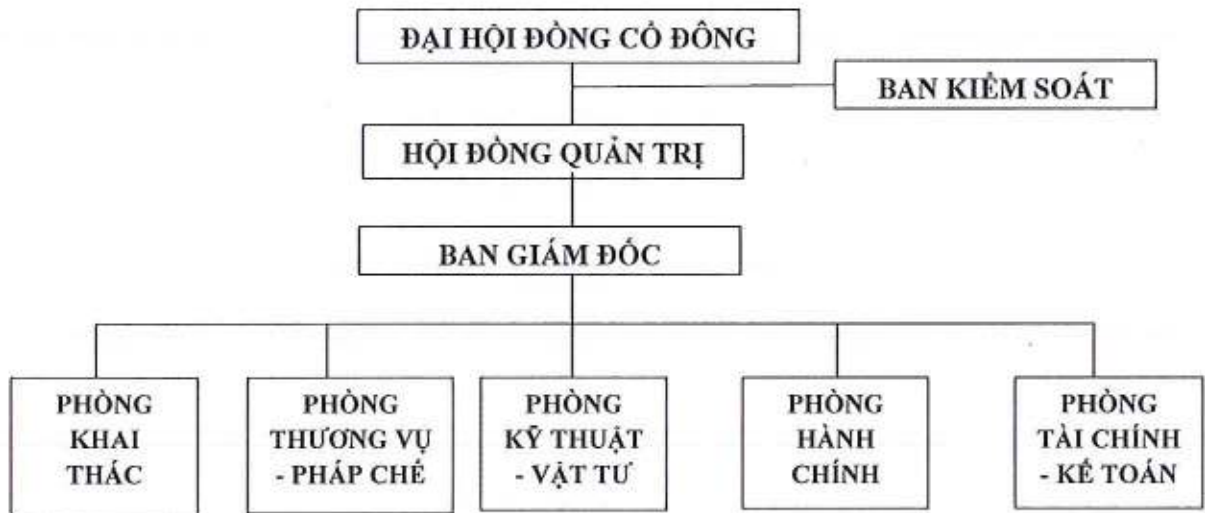 ĐẠI HỘI ĐỒNG CỔ ĐÔNG
BAN KIỂM SOÁT
HỘI ĐỒNG QUẢN TRỊ
BAN GIÁM ĐỐC
PHÒNG
KHAI
THÁC
PHÒNG
THƯƠNG VỤ
- PHÁP CHẾ
PHÒNG
KỸ THUẬT
- VẬT TƯ
PHÒNG
HÀNH
CHÍNH
PHÒNG
TÀI CHÍNH
- KẾ TOÁN